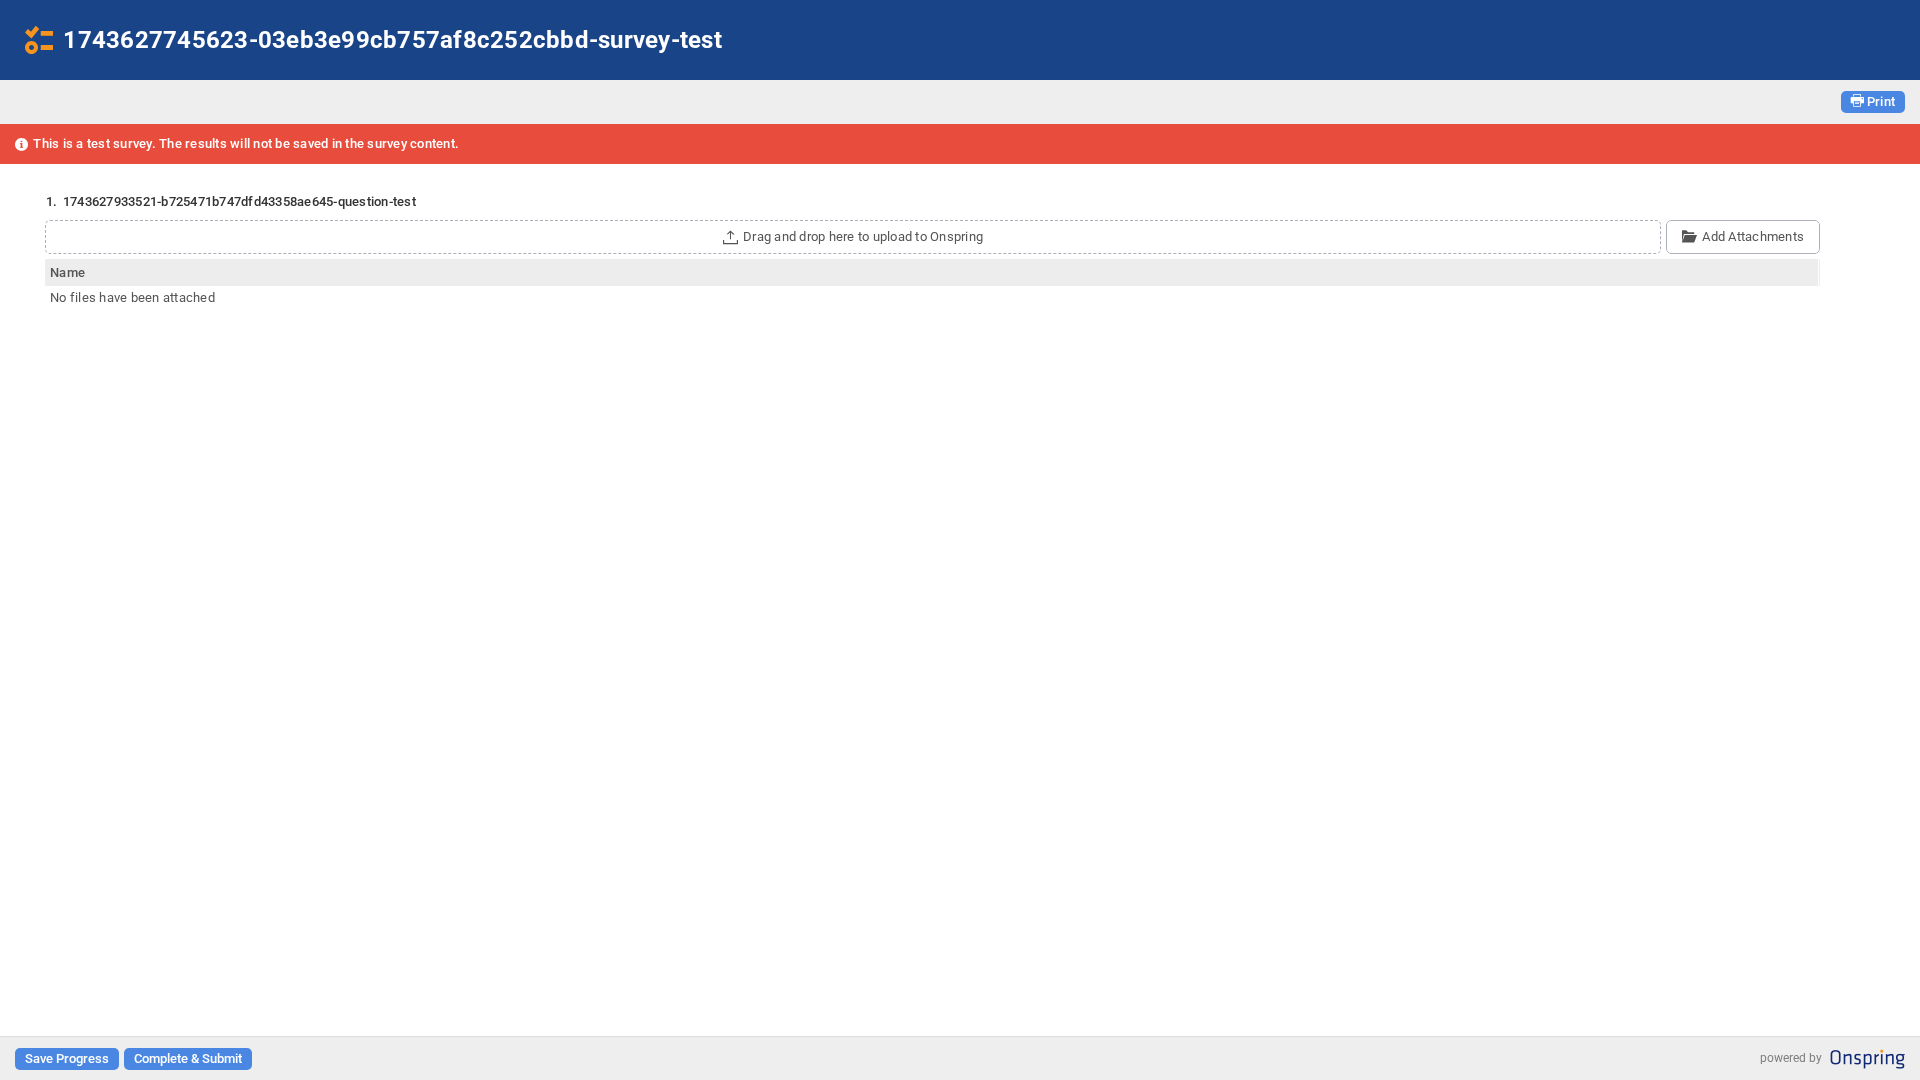 1743627745623-03eb3e99cb757af8c252cbbd-survey-test
Print
This is a test survey. The results will not be saved in the survey content.
1. 1743627933521-b725471b747dfd43358ae645-question-test
Drag and drop here to upload to Onspring
Add Attachments
Name
No files have been attached
Save Progress
Complete & Submit
powered by Onspring